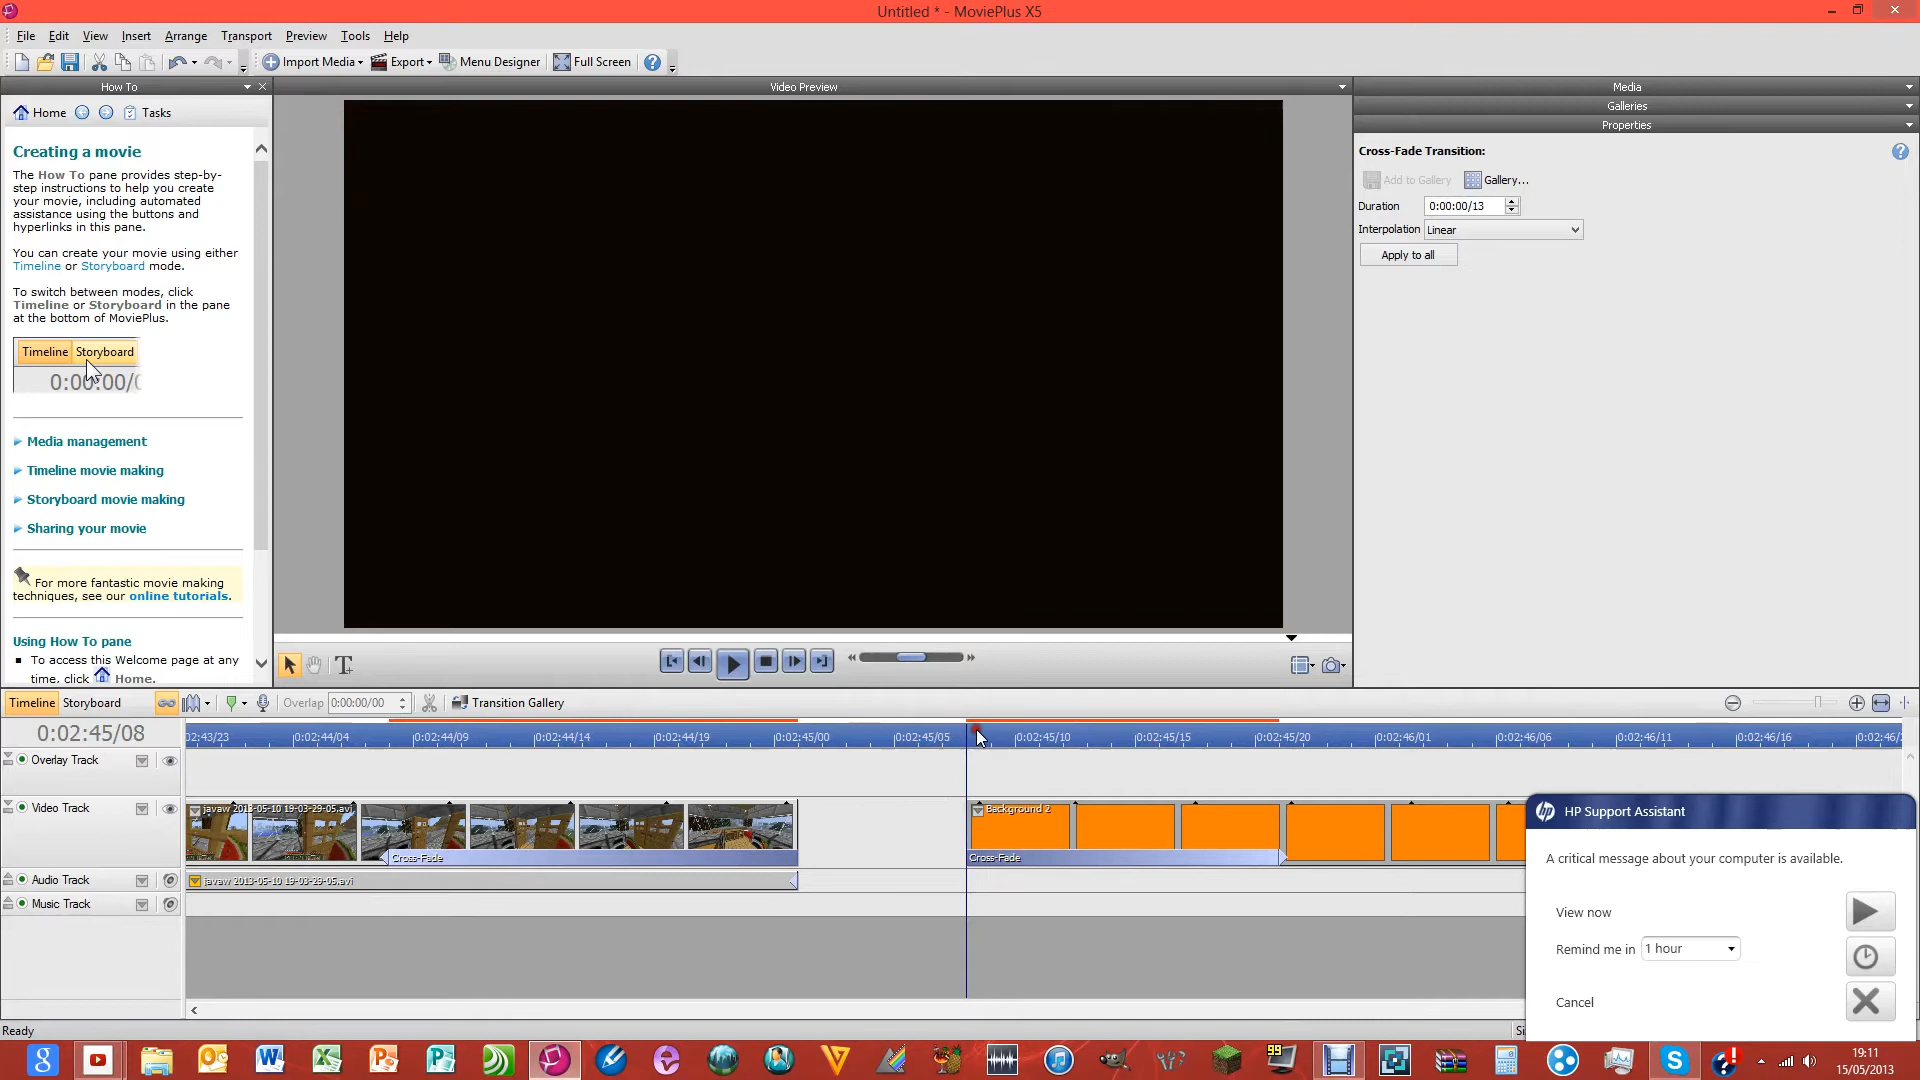 Untitled * - MoviePlus X5
File Edit View Insert Arrange Transport Preview Tools Help
Import Media Export Menu Designer Full Screen
How To
Video Preview
Media
Galleries
Properties
Home Tasks
Creating a movie
The How To pane provides step-by-
step instructions to help you create
your movie, including automated
assistance using the buttons and
hyperlinks in this pane.
You can create your movie using either
Timeline or Storyboard mode.
To switch between modes, click
Timeline or Storyboard in the pane
at the bottom of MoviePlus.
Timeline Storyboard
0:00:00/0
Media management
Timeline movie making
Storyboard movie making
Sharing your movie
For more fantastic movie making
techniques, see our online tutorials.
Using How To pane
To access this Welcome page at any
time, click Home.
Cross-Fade Transition:
Add to Gallery Gallery...
Duration 0:00:00/13
Interpolation Linear
Apply to all
Timeline Storyboard Overlap 0:00:00/00 Transition Gallery
0:02:45/08
02:43/23 0:02:44/04 0:02:44/09 0:02:44/14 0:02:44/19 0:02:45/00 0:02:45/05 0:02:45/10 0:02:45/15 0:02:45/20 0:02:46/01 0:02:46/06 0:02:46/11 0:02:46/16 0:02:46/
Overlay Track
Video Track
javaw 2013-05-10 19-03-29-05.avi
Background 2
Cross-Fade
Cross-Fade
Audio Track
javaw 2013-05-10 19-03-29-05.avi
Music Track
HP Support Assistant
A critical message about your computer is available.
View now
Remind me in 1 hour
Cancel
Ready
Si
99
19:11
15/05/2013